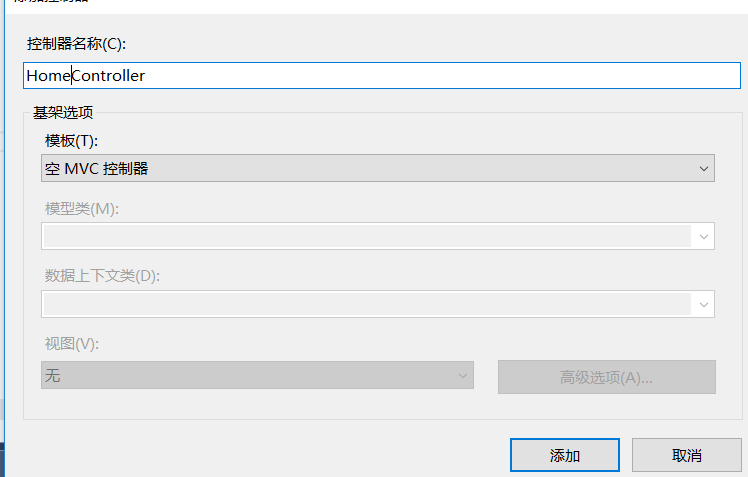 控制器名称(C):
HomeController
基架选项
模板(T):
空 MVC 控制器
模型类(M):
数据上下文类(D):
视图(V):
无
高级选项(A)...
添加
取消